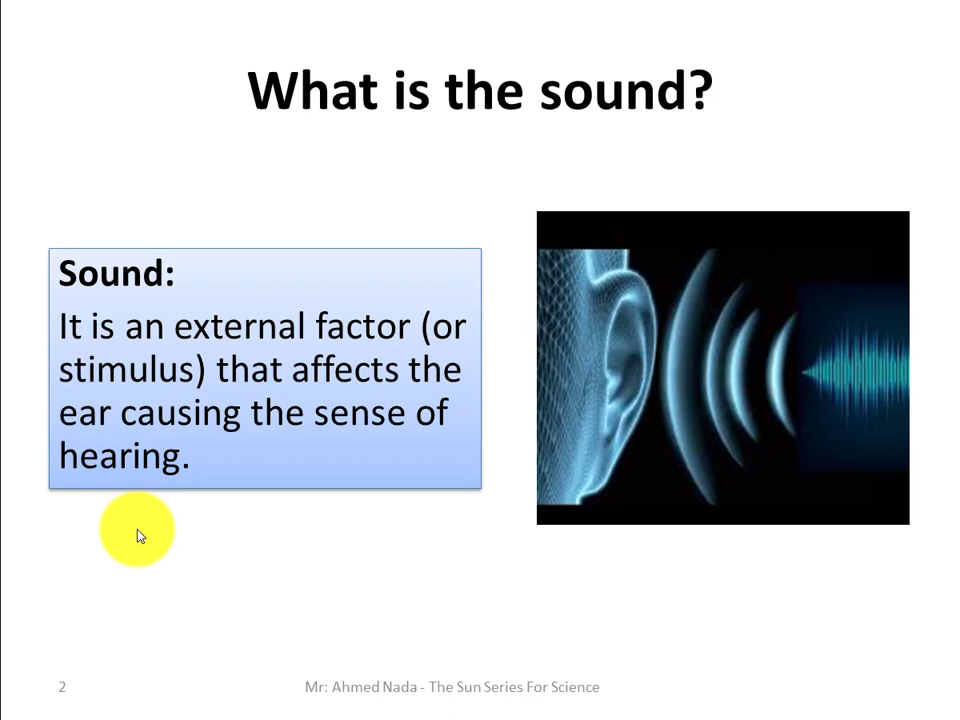 What is the sound?
Sound:
It is an external factor (or
stimulus) that affects the
ear causing the sense of
hearing.
2
Mr: Ahmed Nada - The Sun Series For Science